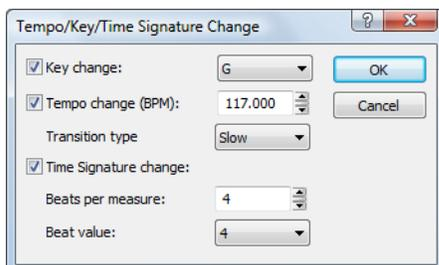 Tempo/Key/Time Signature Change
Key change: G OK
Tempo change (BPM): 117.000 Cancel
Transition type Slow
Time Signature change:
Beats per measure: 4
Beat value: 4